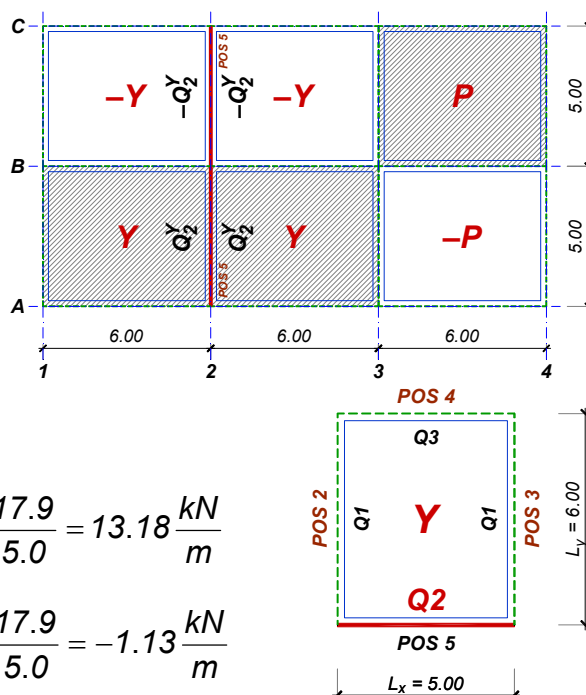 C
–Y
–Q₂ʸ
POS 5
–Q₂ʸ
–Y
P
5.00
B
Y
Q₂ʸ
POS 5
Q₂ʸ
Y
–P
5.00
A
6.00
6.00
6.00
1
2
3
4
POS 4
17.9
5.0
= 13.18 kN/m
17.9
5.0
= –1.13 kN/m
POS 2
Q3
Q1
Y
Q1
POS 3
Q2
POS 5
Lx = 5.00
Ly = 6.00